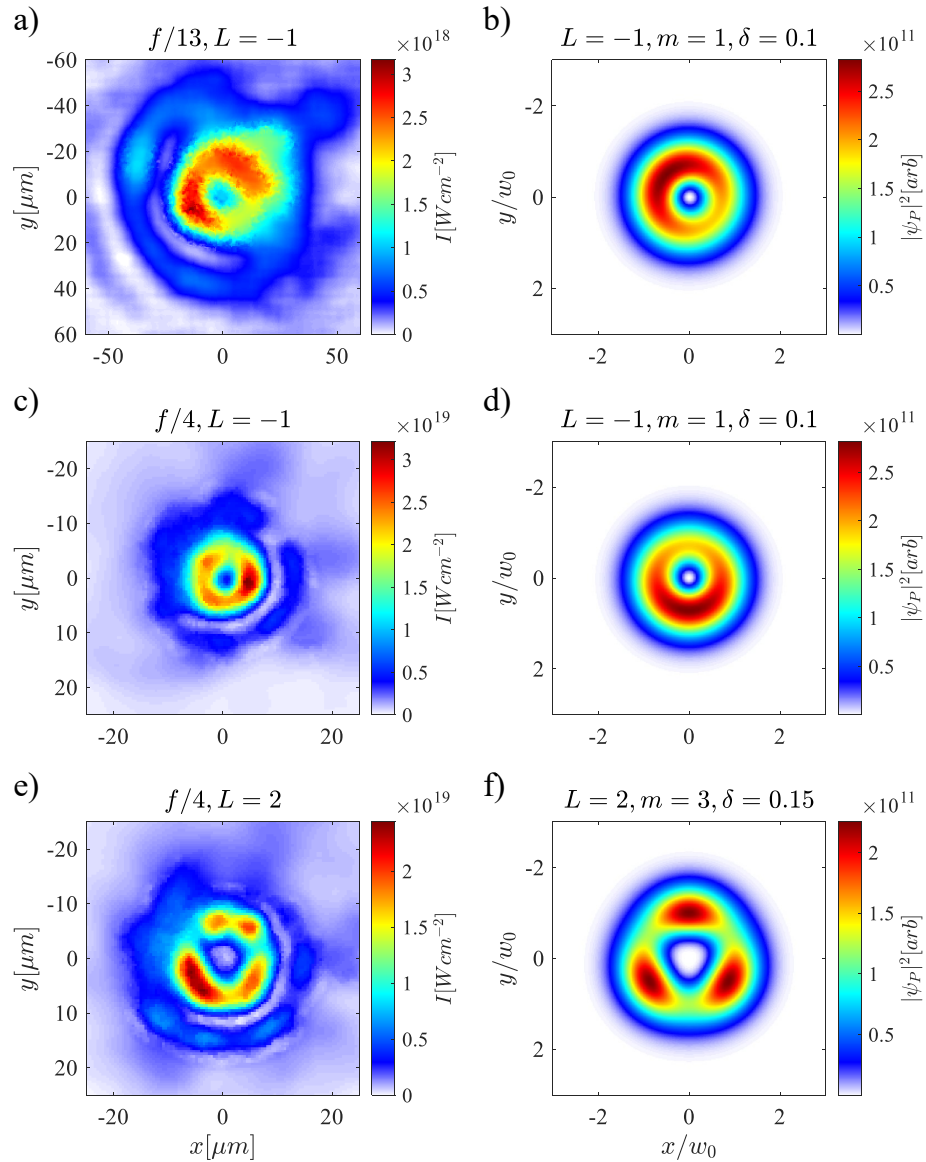 a) f/13, L = −1 ×10^18
-60
-40
-20
0
20
40
60
-50 0 50
y[μm]
3
2.5
2
1.5
1
0.5
0
I[Wcm^−2]
b) L = −1, m = 1, δ = 0.1 ×10^11
-2
0
2
-2 0 2
y/w_0
2.5
2
1.5
1
0.5
|ψ_P|^2[arb]
c) f/4, L = −1 ×10^19
-20
-10
0
10
20
-20 0 20
y[μm]
3
2.5
2
1.5
1
0.5
0
I[Wcm^−2]
d) L = −1, m = 1, δ = 0.1 ×10^11
-2
0
2
-2 0 2
y/w_0
2.5
2
1.5
1
0.5
|ψ_P|^2[arb]
e) f/4, L = 2 ×10^19
-20
-10
0
10
20
-20 0 20
y[μm]
x[μm]
2
1.5
1
0.5
0
I[Wcm^−2]
f) L = 2, m = 3, δ = 0.15 ×10^11
-2
0
2
-2 0 2
y/w_0
x/w_0
2
1.5
1
0.5
|ψ_P|^2[arb]